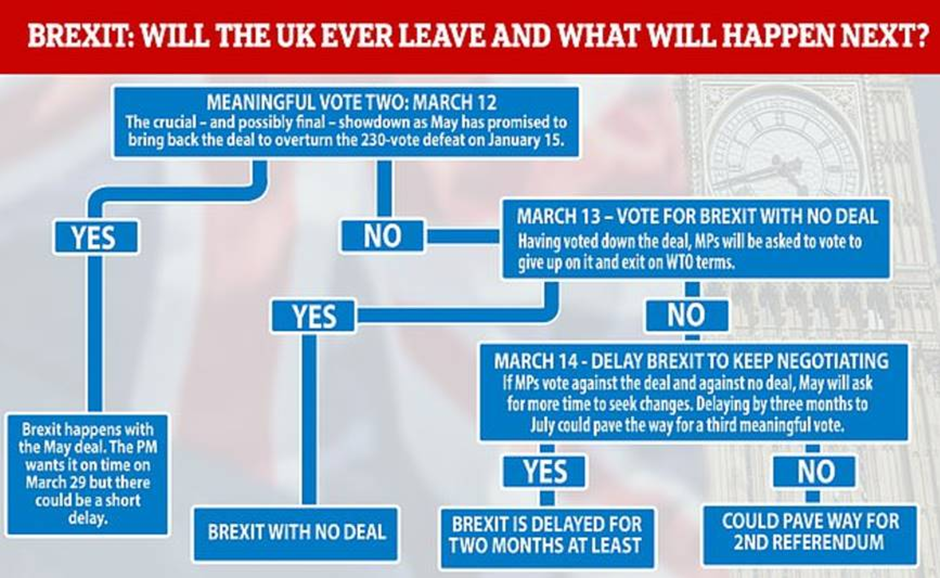 BREXIT: WILL THE UK EVER LEAVE AND WHAT WILL HAPPEN NEXT?
MEANINGFUL VOTE TWO: MARCH 12
The crucial – and possibly final – showdown as May has promised to
bring back the deal to overturn the 230-vote defeat on January 15.
YES
NO
MARCH 13 – VOTE FOR BREXIT WITH NO DEAL
Having voted down the deal, MPs will be asked to vote to
give up on it and exit on WTO terms.
YES
NO
MARCH 14 - DELAY BREXIT TO KEEP NEGOTIATING
If MPs vote against the deal and against no deal, May will ask
for more time to seek changes. Delaying by three months to
July could pave the way for a third meaningful vote.
Brexit happens with
the May deal. The PM
wants it on time on
March 29 but there
could be a short
delay.
YES
NO
BREXIT WITH NO DEAL
BREXIT IS DELAYED FOR
TWO MONTHS AT LEAST
COULD PAVE WAY FOR
2ND REFERENDUM